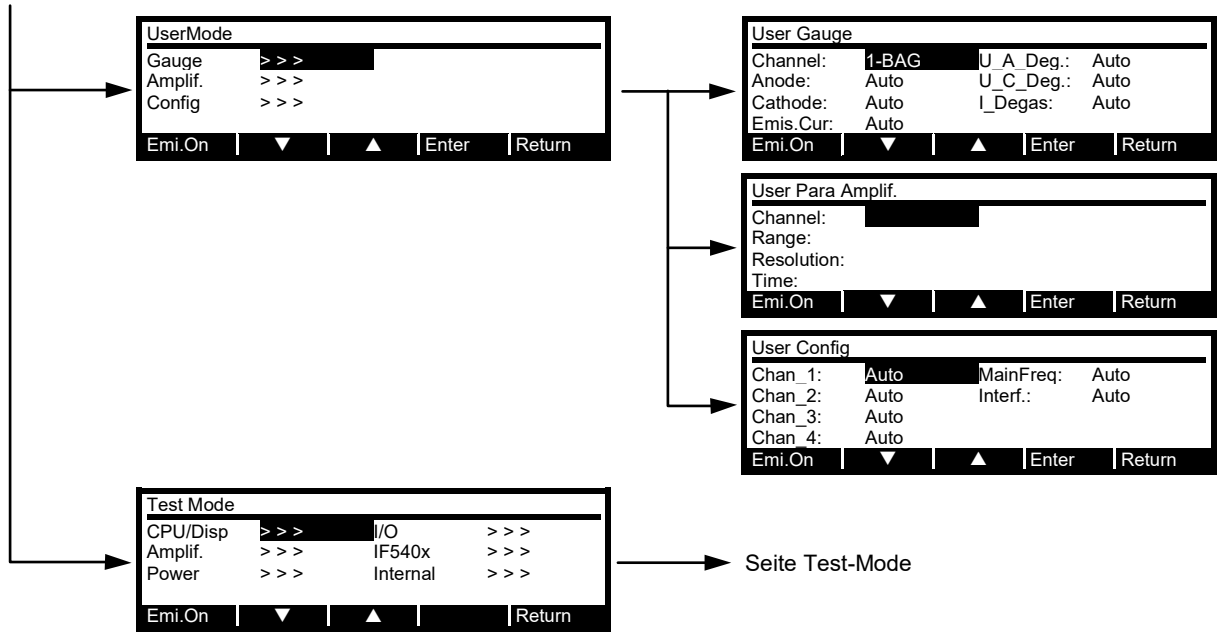 UserMode
Gauge > > >
Amplif. > > >
Config > > >
Emi.On ▼ ▲ Enter Return
User Gauge
Channel: 1-BAG U_A_Deg.: Auto
Anode: Auto U_C_Deg.: Auto
Cathode: Auto I_Degas: Auto
Emis.Cur: Auto
Emi.On ▼ ▲ Enter Return
User Para Amplif.
Channel:
Range:
Resolution:
Time:
Emi.On ▼ ▲ Enter Return
User Config
Chan_1: Auto MainFreq: Auto
Chan_2: Auto Interf.: Auto
Chan_3: Auto
Chan_4: Auto
Emi.On ▼ ▲ Enter Return
Test Mode
CPU/Disp > > > I/O > > >
Amplif. > > > IF540x > > >
Power > > > Internal > > >
Emi.On ▼ ▲ Return
Seite Test-Mode